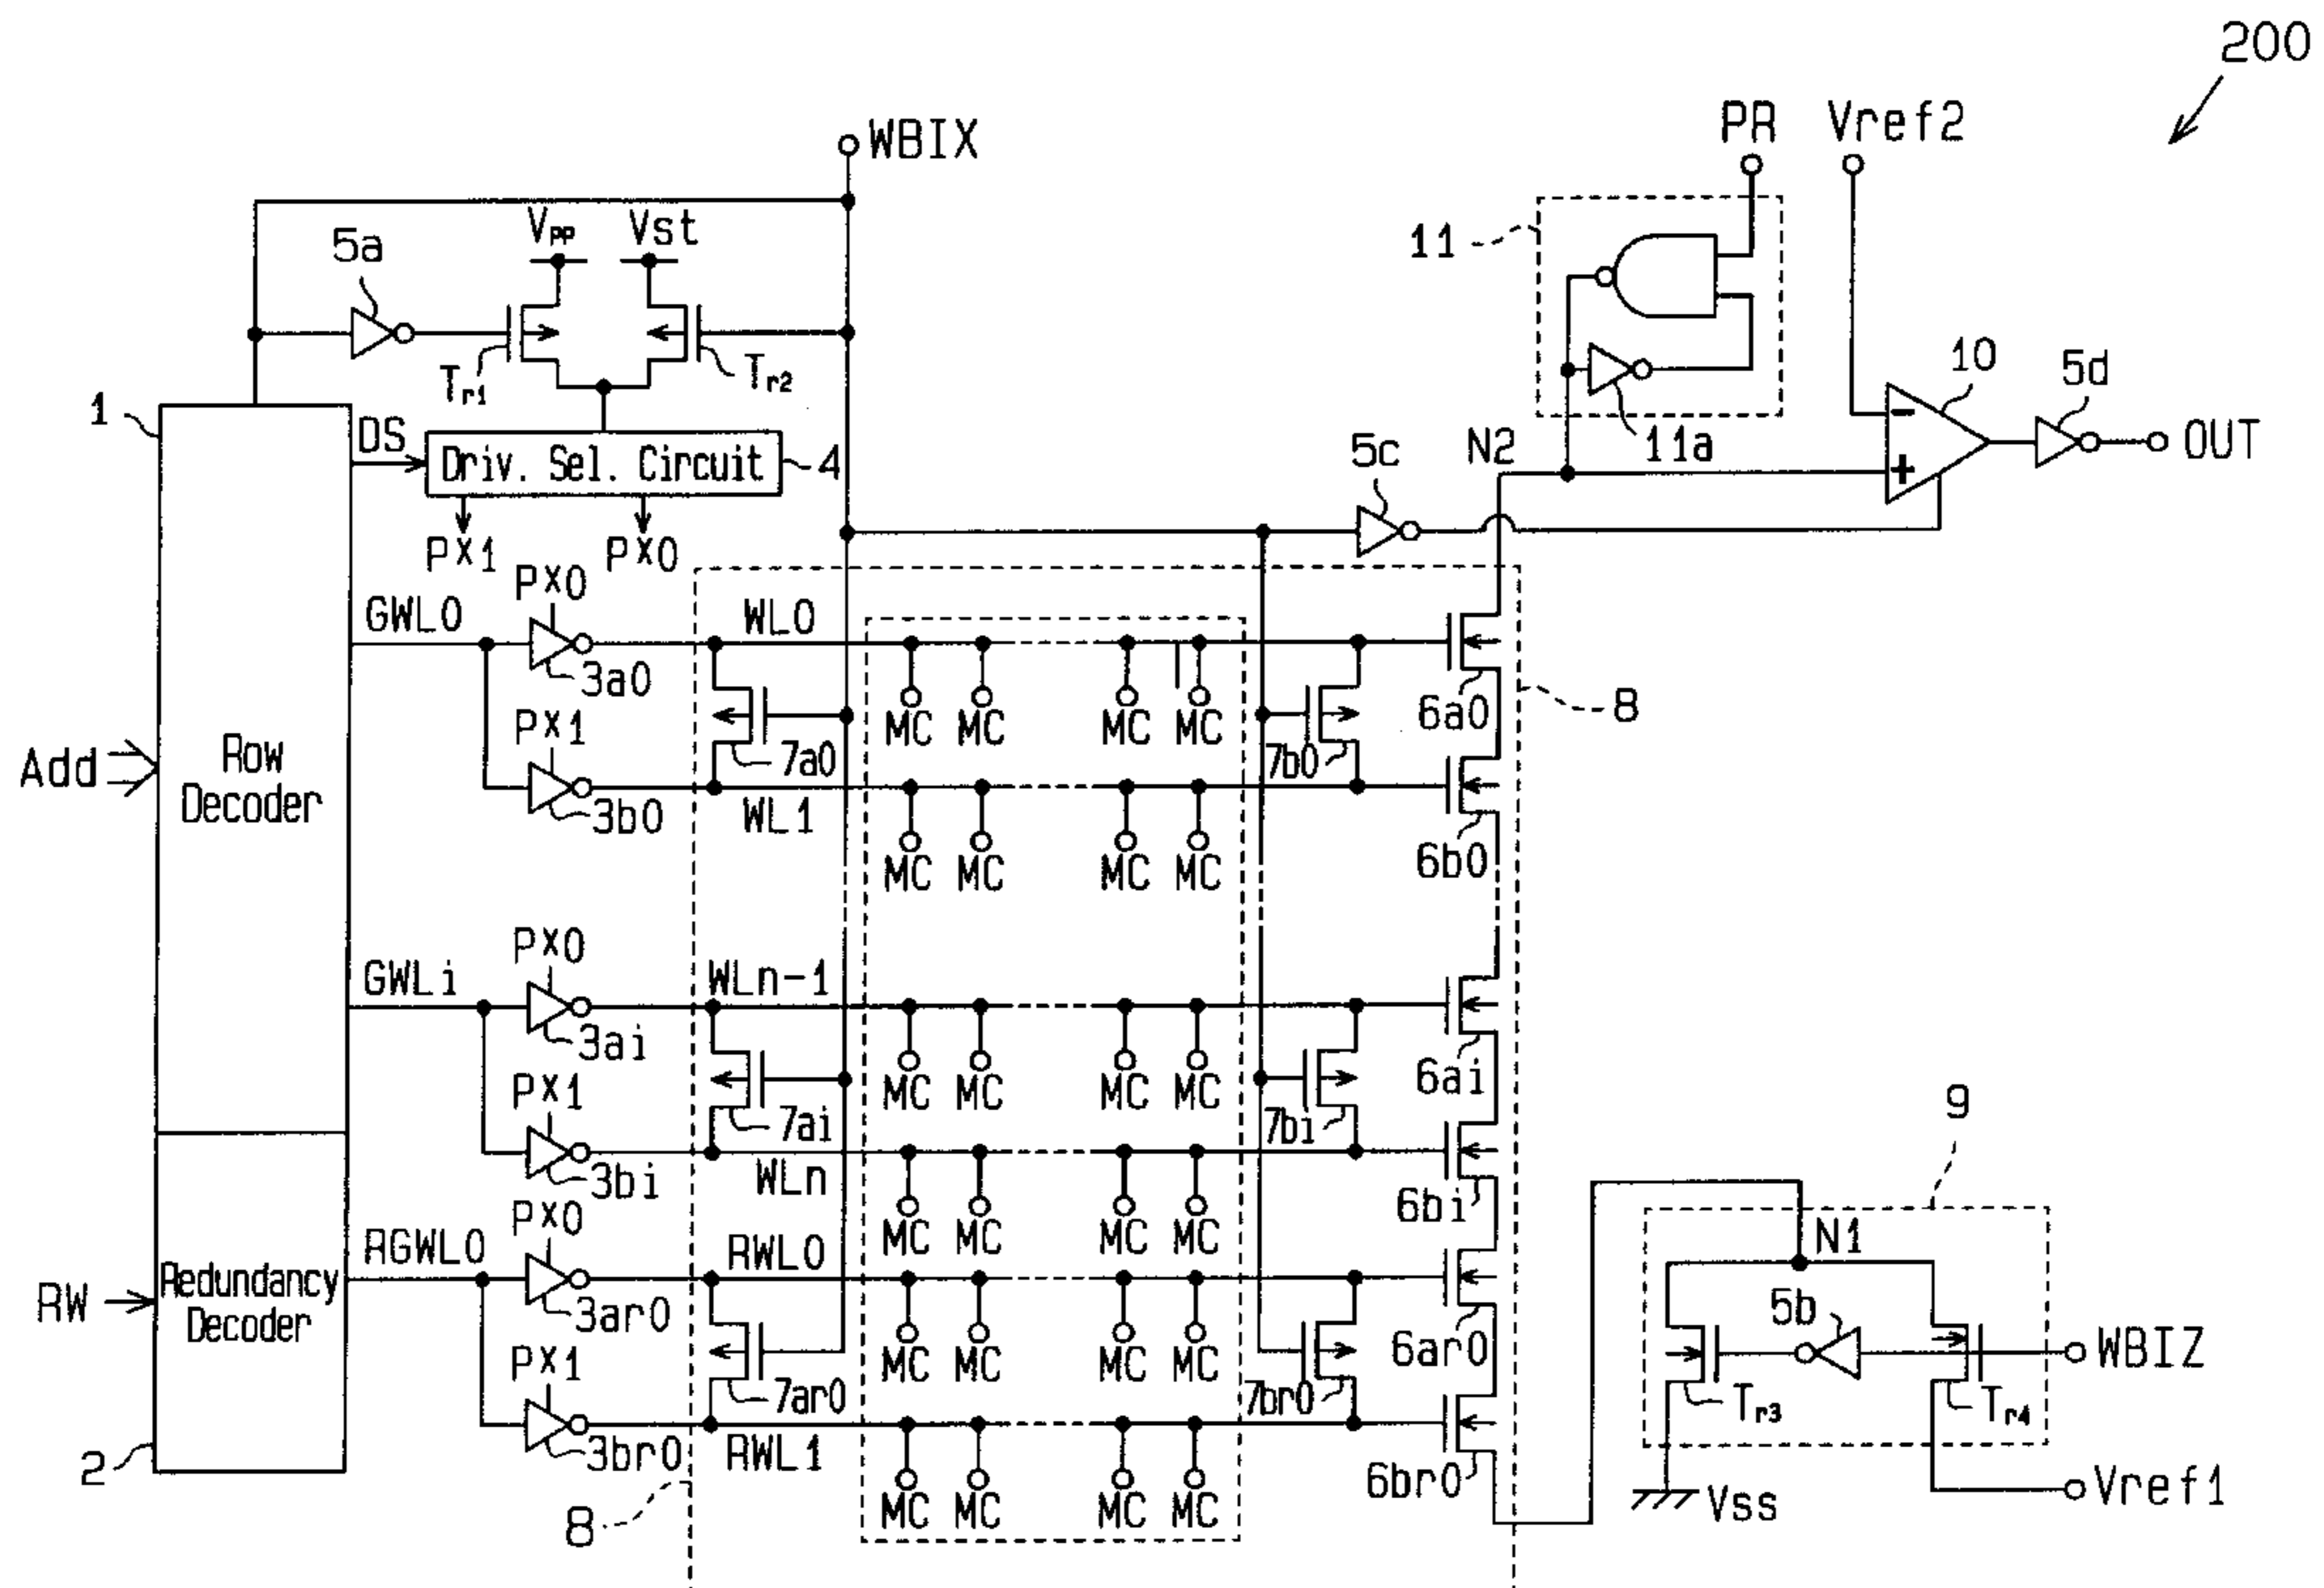 200
WBIX
PR
Vref2
Vpp
Vst
5a
11
Tr1
Tr2
10
5d
1
DS
Driv. Sel. Circuit
4
5c
N2
11a
OUT
PX1
PX0
PX0
GWL0
WL0
3a0
MC
MC
MC
MC
6a0
8
PX1
7a0
7b0
Add
Row
Decoder
3b0
WL1
6b0
MC
MC
MC
MC
PX0
GWLi
WLn-1
3ai
MC
MC
MC
MC
6ai
PX1
7ai
7bi
9
3bi
WLn
6bi
PX0
MC
MC
MC
MC
RGWL0
RWL0
N1
Redundancy
Decoder
RW
3ar0
5b
6ar0
WBIZ
PX1
MC
MC
MC
MC
7ar0
7br0
Tr3
Tr4
2
3br0
RWL1
6br0
Vref1
8
MC
MC
MC
MC
Vss